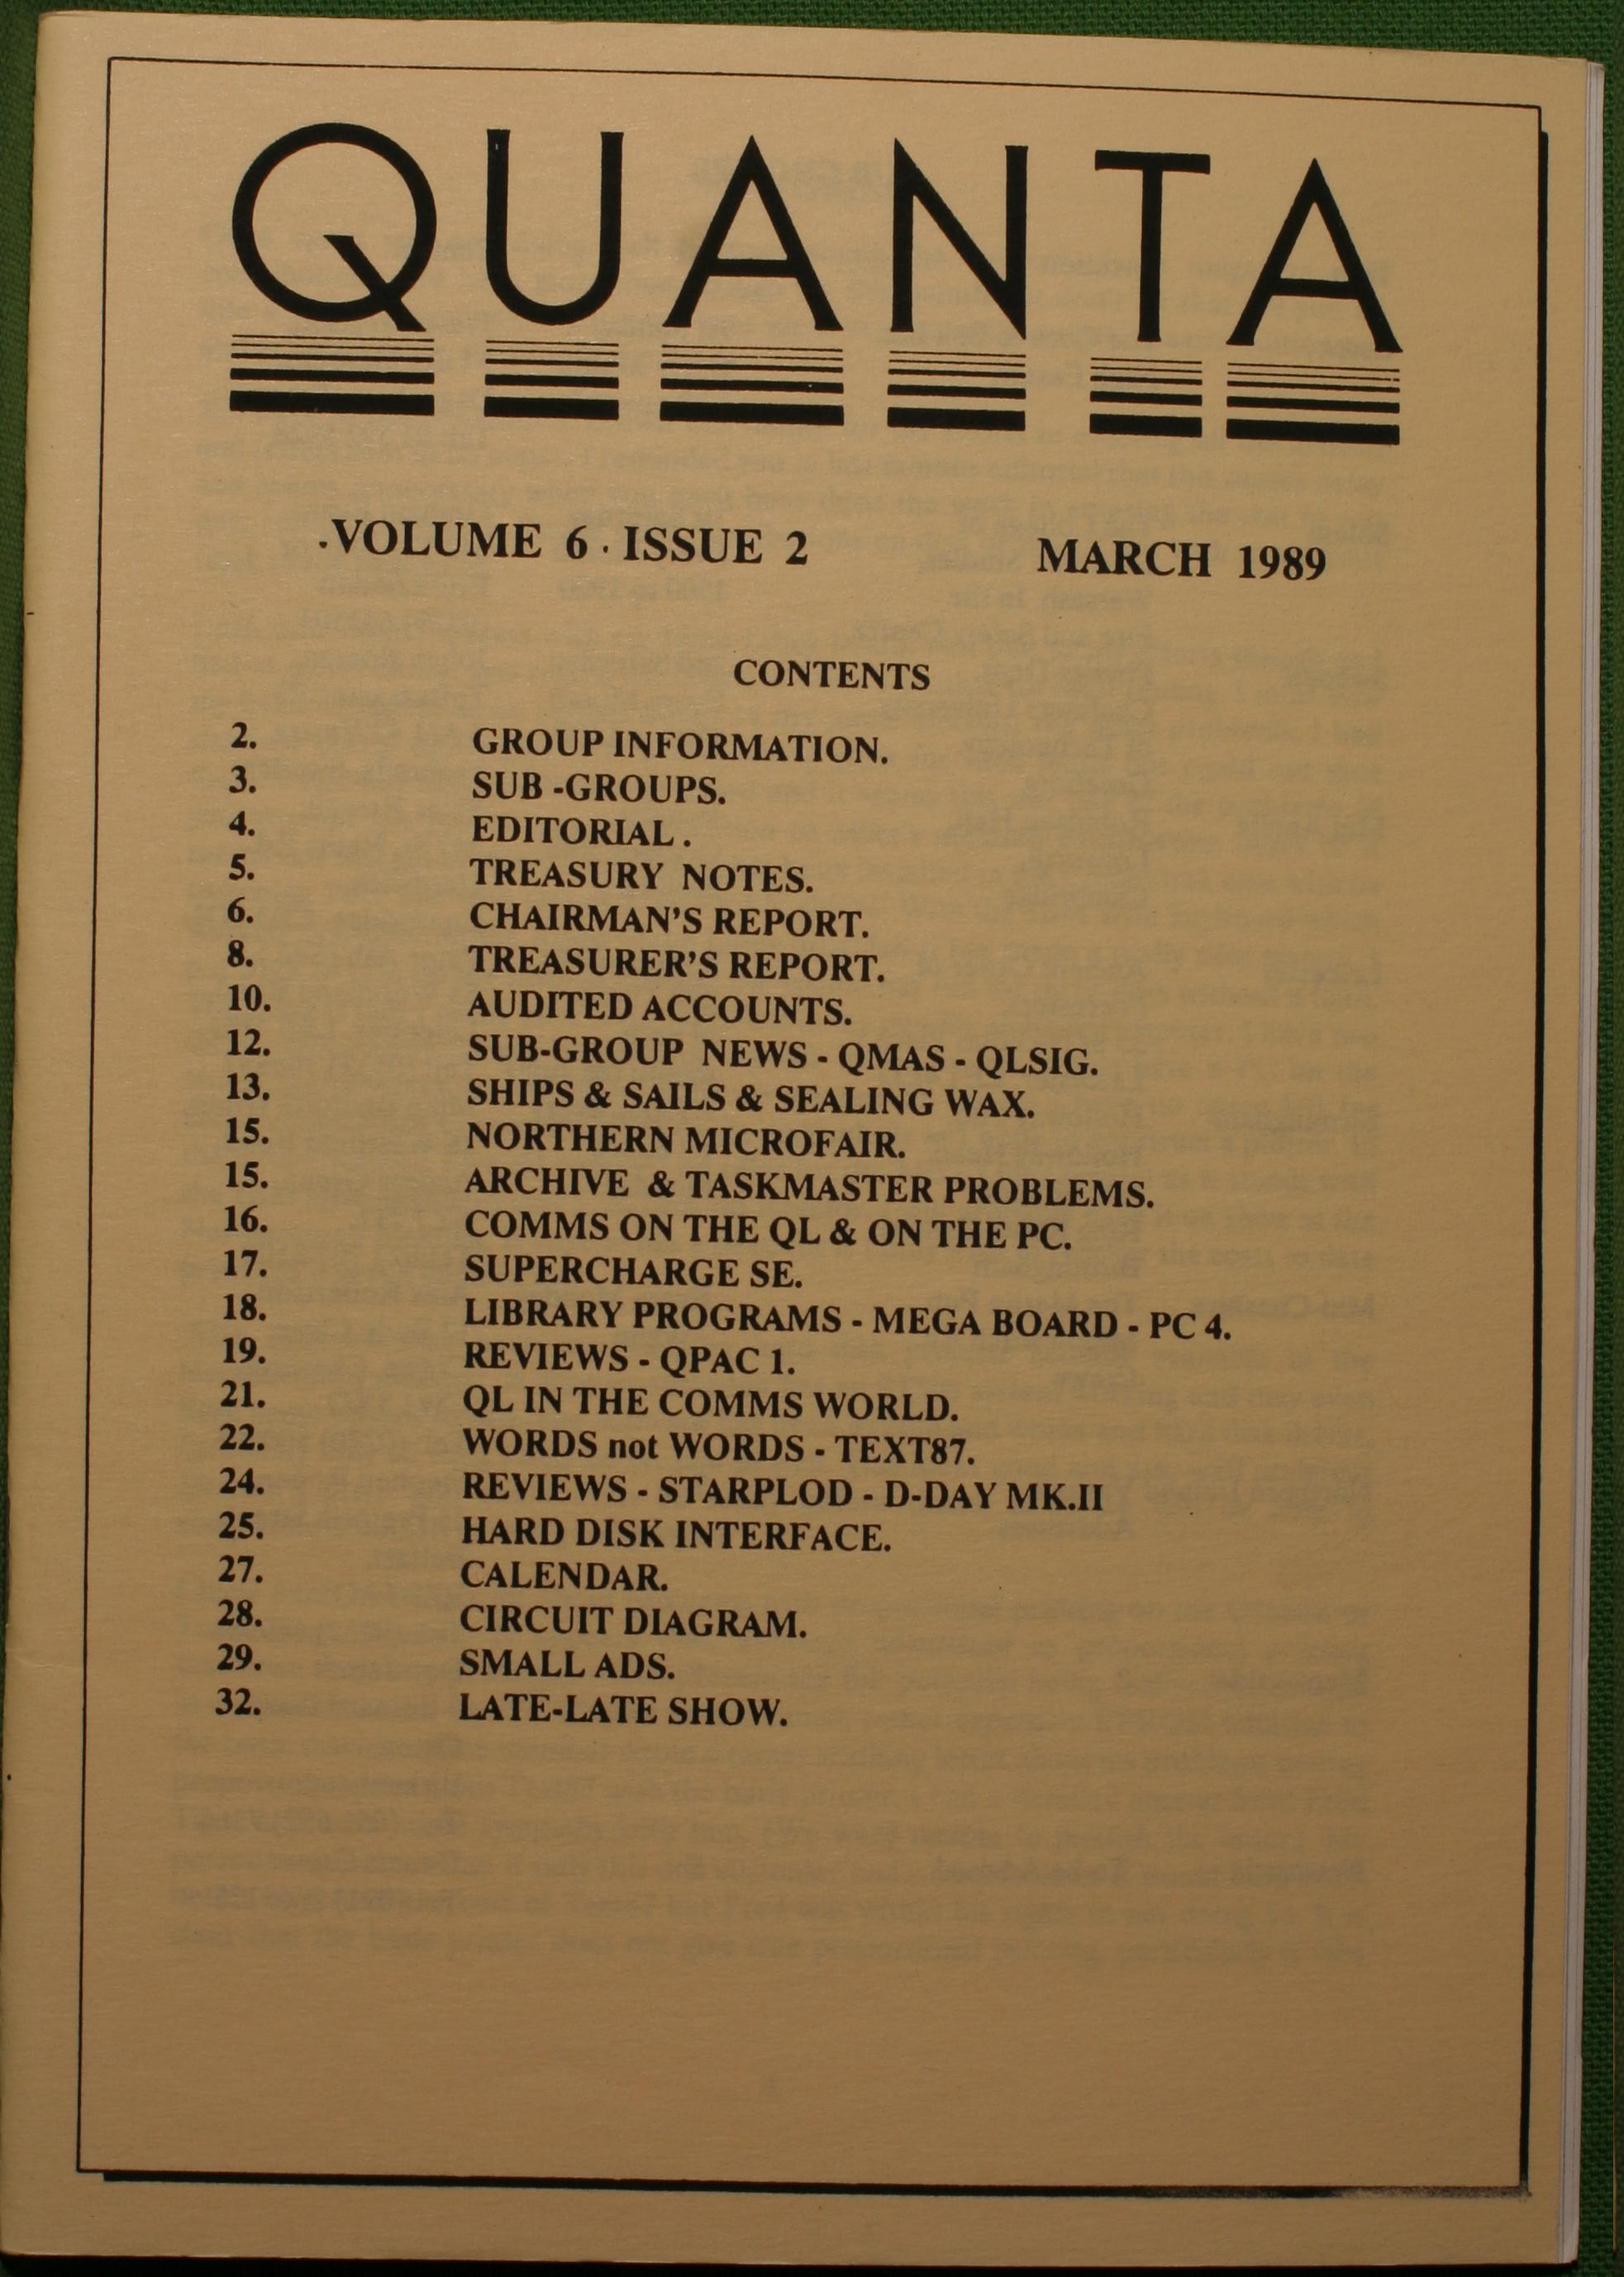 QUANTA
.VOLUME 6 . ISSUE 2 MARCH 1989
CONTENTS
2. GROUP INFORMATION.
3. SUB -GROUPS.
4. EDITORIAL .
5. TREASURY NOTES.
6. CHAIRMAN'S REPORT.
8. TREASURER'S REPORT.
10. AUDITED ACCOUNTS.
12. SUB-GROUP NEWS - QMAS - QLSIG.
13. SHIPS & SAILS & SEALING WAX.
15. NORTHERN MICROFAIR.
15. ARCHIVE & TASKMASTER PROBLEMS.
16. COMMS ON THE QL & ON THE PC.
17. SUPERCHARGE SE.
18. LIBRARY PROGRAMS - MEGA BOARD - PC 4.
19. REVIEWS - QPAC 1.
21. QL IN THE COMMS WORLD.
22. WORDS not WORDS - TEXT87.
24. REVIEWS - STARPLOD - D-DAY MK.II
25. HARD DISK INTERFACE.
27. CALENDAR.
28. CIRCUIT DIAGRAM.
29. SMALL ADS.
32. LATE-LATE SHOW.